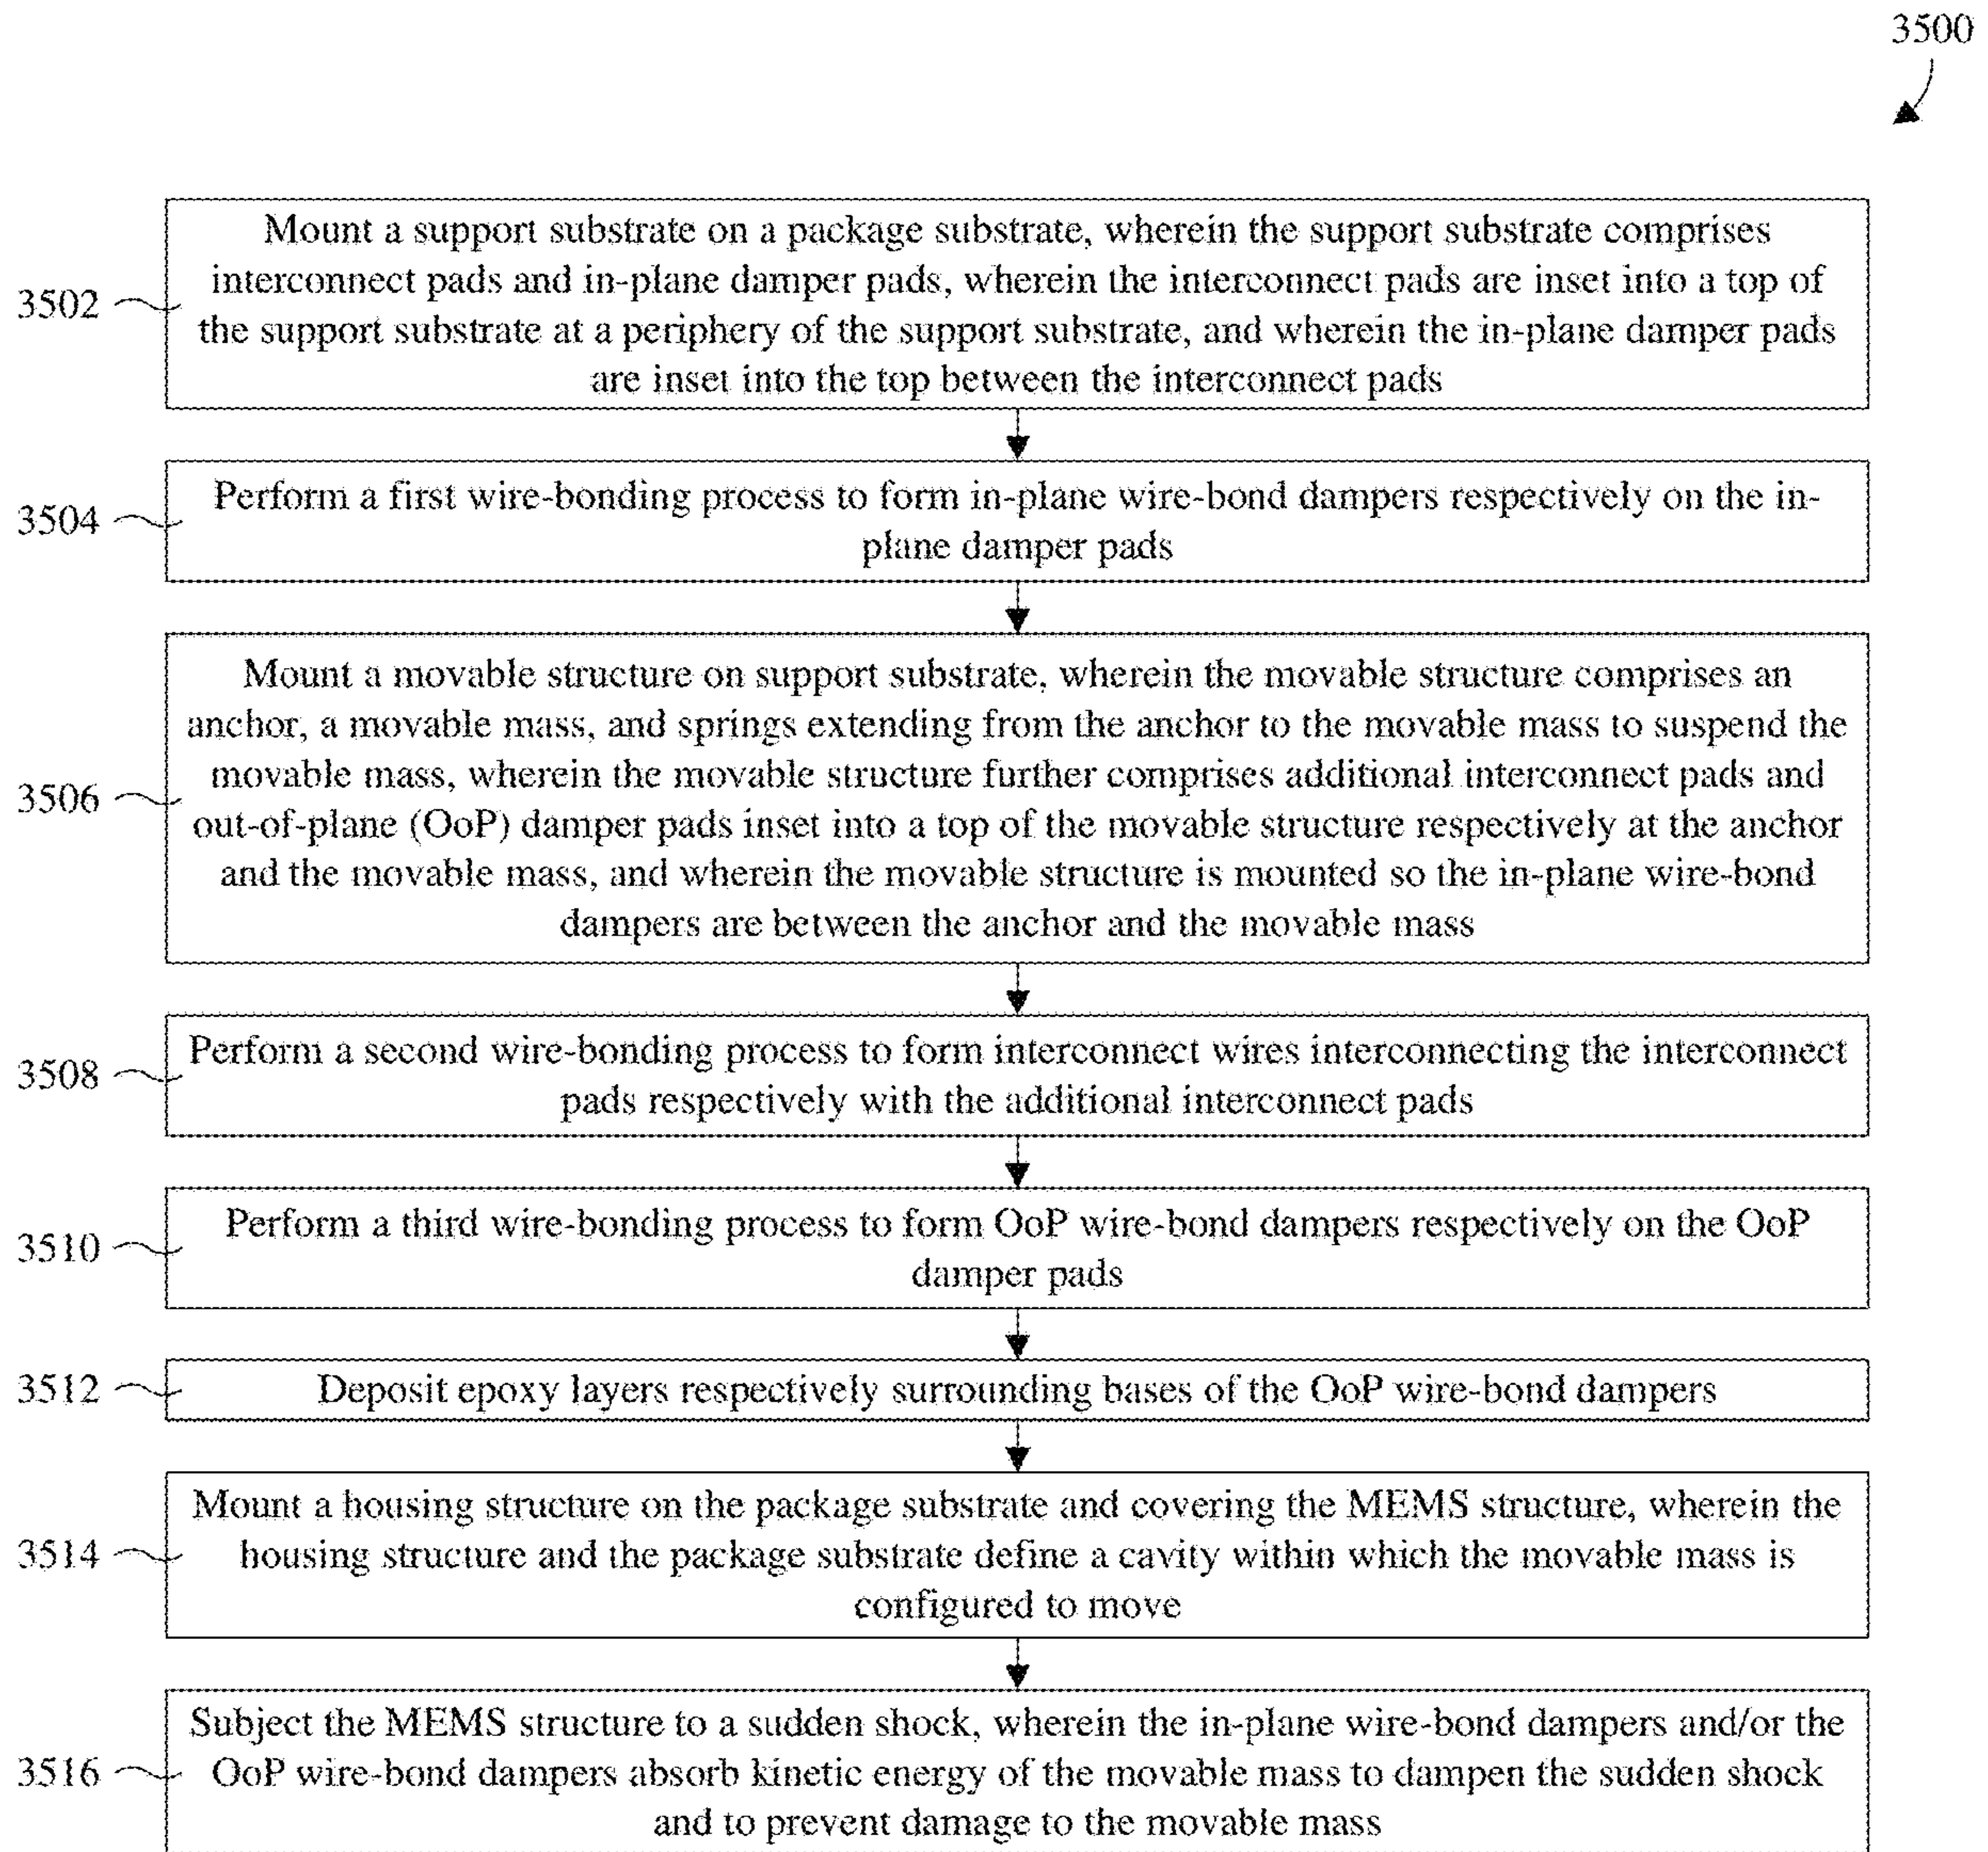 3500
Mount a support substrate on a package substrate, wherein the support substrate comprises
interconnect pads and in-plane damper pads, wherein the interconnect pads are inset into a top of
3502
the support substrate at a periphery of the support substrate, and wherein the in-plane damper pads
are inset into the top between the interconnect pads
Perform a first wire-bonding process to form in-plane wire-bond dampers respectively on the in-
3504
plane damper pads
Mount a movable structure on support substrate, wherein the movable structure comprises an
anchor, a movable mass, and springs extending from the anchor to the movable mass to suspend the
movable mass, wherein the movable structure further comprises additional interconnect pads and
3506
out-of-plane (OoP) damper pads inset into a top of the movable structure respectively at the anchor
and the movable mass, and wherein the movable structure is mounted so the in-plane wire-bond
dampers are between the anchor and the movable mass
Perform a second wire-bonding process to form interconnect wires interconnecting the interconnect
3508
pads respectively with the additional interconnect pads
Perform a third wire-bonding process to form OoP wire-bond dampers respectively on the OoP
3510
damper pads
3512
Deposit epoxy layers respectively surrounding bases of the OoP wire-bond dampers
Mount a housing structure on the package substrate and covering the MEMS structure, wherein the
3514
housing structure and the package substrate define a cavity within which the movable mass is
configured to move
Subject the MEMS structure to a sudden shock, wherein the in-plane wire-bond dampers and/or the
3516
OoP wire-bond dampers absorb kinetic energy of the movable mass to dampen the sudden shock
and to prevent damage to the movable mass